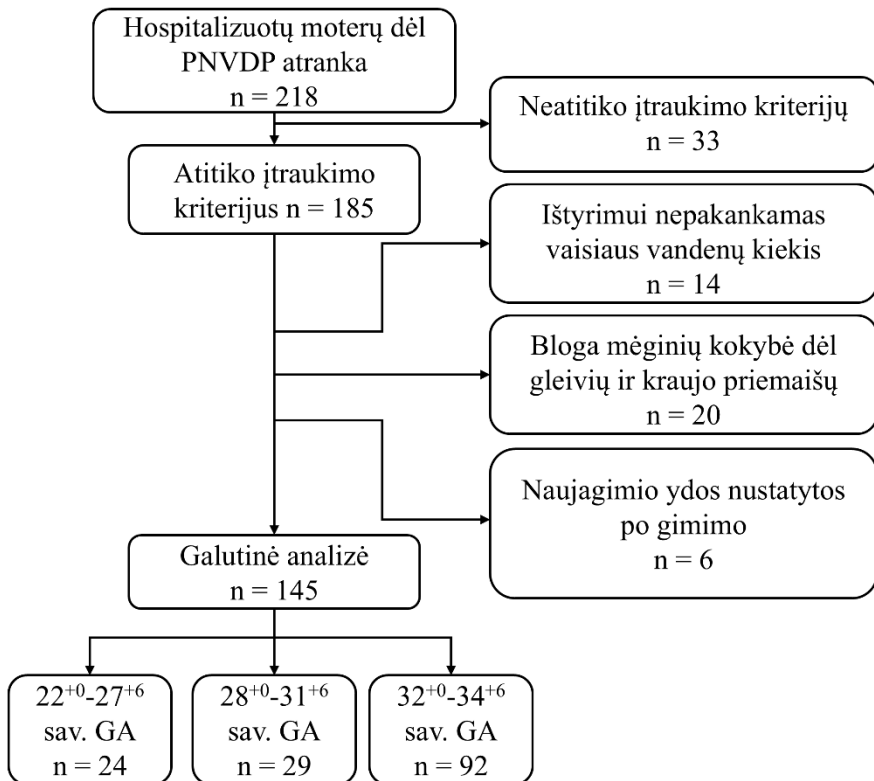 Hospitalizuotų moterų dėl
PNVDP atranka
n = 218
Neatitiko įtraukimo kriterijų
n = 33
Atitiko įtraukimo
kriterijus n = 185
Ištyrimui nepakankamas
vaisiaus vandenų kiekis
n = 14
Bloga mėginių kokybė dėl
gleivių ir kraujo priemaišų
n = 20
Naujagimio ydos nustatytos
po gimimo
n = 6
Galutinė analizė
n = 145
22⁺⁰-27⁺⁶
sav. GA
n = 24
28⁺⁰-31⁺⁶
sav. GA
n = 29
32⁺⁰-34⁺⁶
sav. GA
n = 92